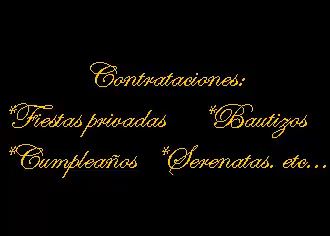 Contrataciones:
*Fiestas privadas *Bautizos
*Cumpleaños *Serenatas. etc...